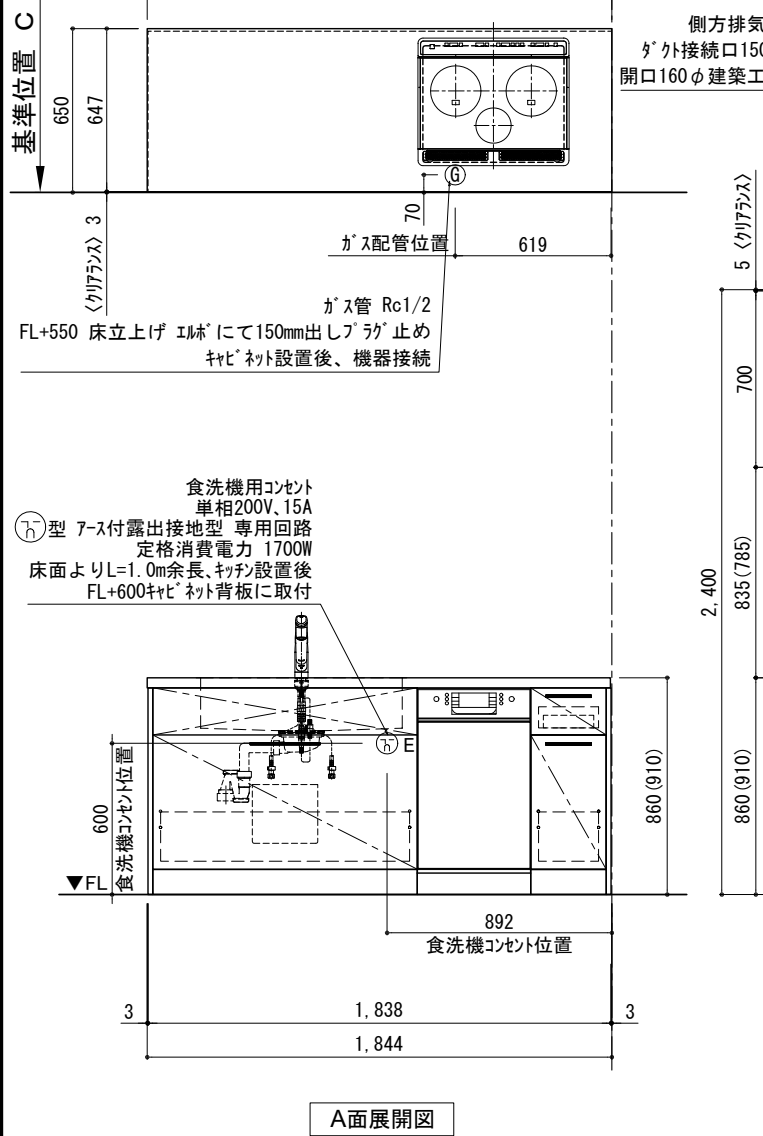 基準位置 C
650
647
〈クリアランス〉 3
側方排気
ダクト接続口150
開口160φ建築工
G
70
ガス配管位置
619
ガス管 Rc1/2
FL+550 床立上げ エルボにて150mm出しプラグ止め
キャビネット設置後、機器接続
5 〈クリアランス〉
700
2,400
835(785)
860(910)
食洗機用コンセント
単相200V、15A
型 アース付露出接地型 専用回路
定格消費電力 1700W
床面よりL=1.0m余長、キッチン設置後
FL+600キャビネット背板に取付
E
600
食洗機コンセント位置
▼FL
860(910)
892
食洗機コンセント位置
3
1,838
3
1,844
A面展開図